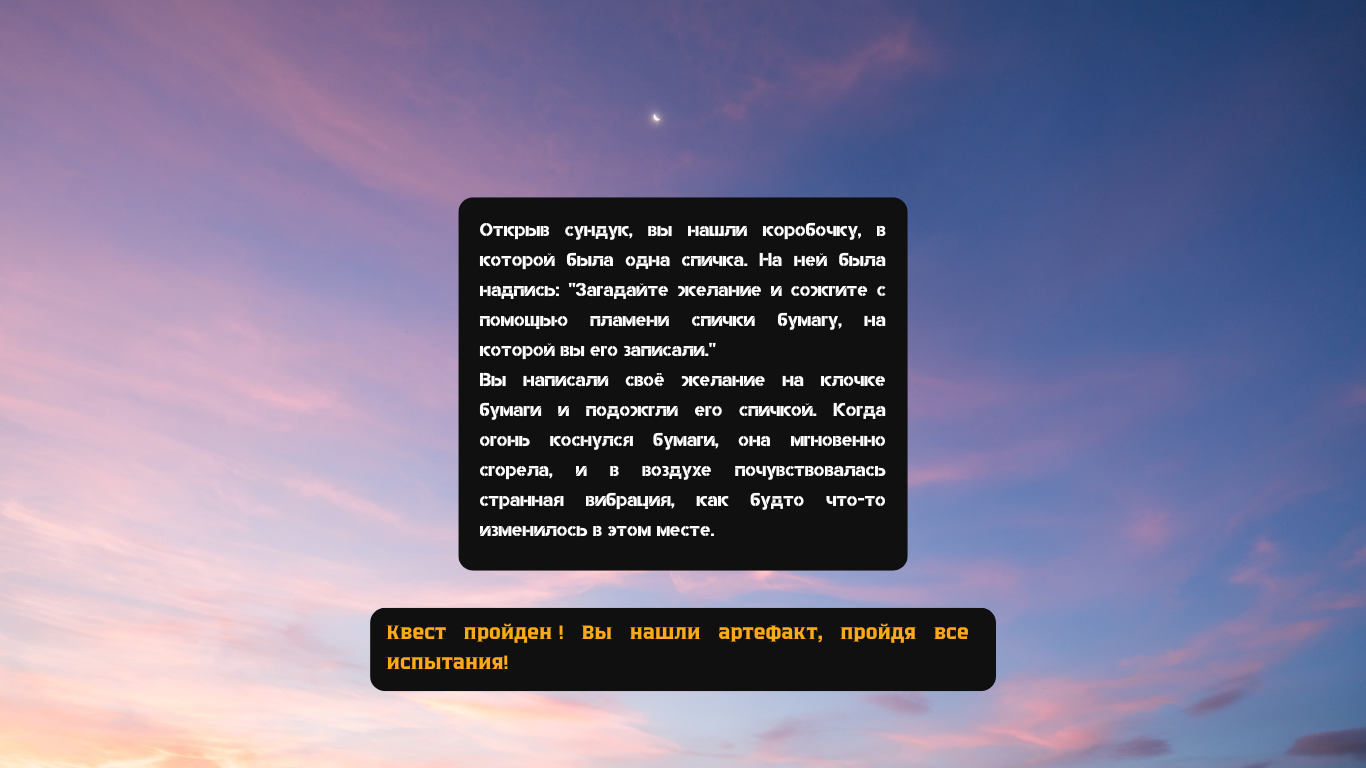 Открыв сундук, вы нашли коробочку, в
которой была одна спичка. На ней была
надпись: "Загадайте желание и сожгите с
помощью пламени спички бумагу, на
которой вы его записали."
Вы написали своё желание на клочке
бумаги и подожгли его спичкой. Когда
огонь коснулся бумаги, она мгновенно
сгорела, и в воздухе почувствовалась
странная вибрация, как будто что-то
изменилось в этом месте.
Квест пройден ! Вы нашли артефакт, пройдя все
испытания!